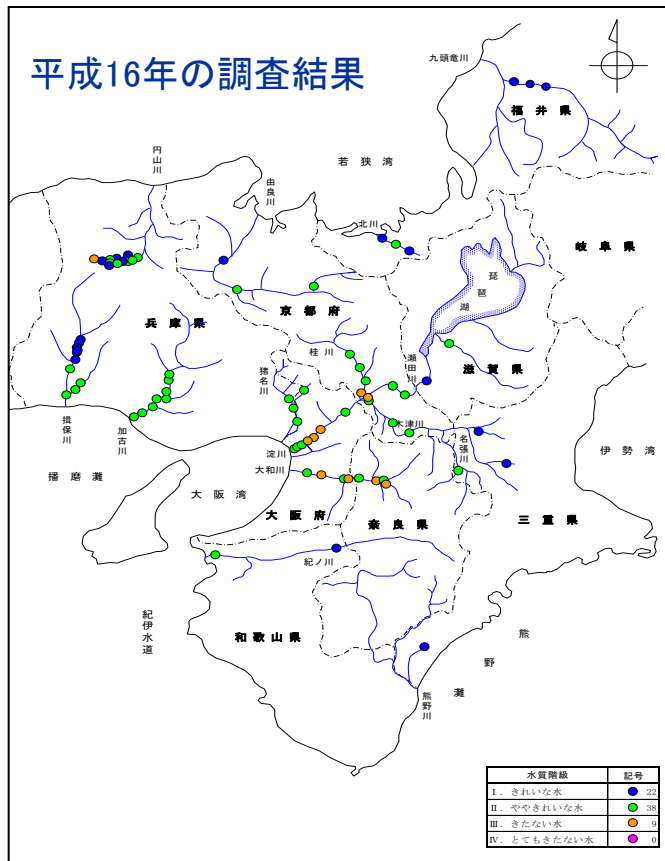 平成16年の調査結果
九頭竜川
福井県
円山川
若狭湾
由良川
北川
岐阜県
琵琶湖
京都府
兵庫県
桂川
瀬田川
滋賀県
猪名川
揖保川
加古川
木津川
名張川
伊勢湾
淀川
大和川
播磨灘
大阪湾
大阪府
奈良県
三重県
紀ノ川
紀伊水道
和歌山県
熊野灘
熊野川
水質階級 記号
Ⅰ．きれいな水 22
Ⅱ．ややきれいな水 38
Ⅲ．きたない水 9
Ⅳ．とてもきたない水 0